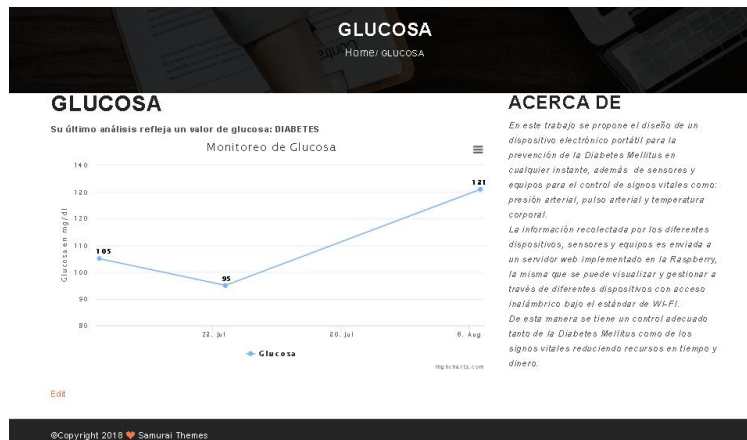 GLUCOSA
Home/ GLUCOSA
GLUCOSA
Su último análisis refleja un valor de glucosa: DIABETES
Monitoreo de Glucosa
140
120
110
100
90
80
Glucosa en mg/dl
105
95
22. Jul
6. Aug
Glucosa
Highcharts.com
Edit
ACERCA DE
En este trabajo se propone el diseño de un
dispositivo electrónico portátil para la
prevención de la Diabetes Mellitus en
cualquier instante, además de sensores y
equipos para el control de signos vitales como:
presión arterial, pulso arterial y temperatura
corporal.
La información recolectada por los diferentes
dispositivos, sensores y equipos es enviada a
un servidor web implementado en la Raspberry,
la misma que se puede visualizar y gestionar a
través de diferentes dispositivos con acceso
inalámbrico bajo el estándar de WI-FI.
De esta manera se tiene un control adecuado
tanto de la Diabetes Mellitus como de los
signos vitales reduciendo recursos en tiempo y
dinero.
©Copyright 2018 ❤ Samurai Themes